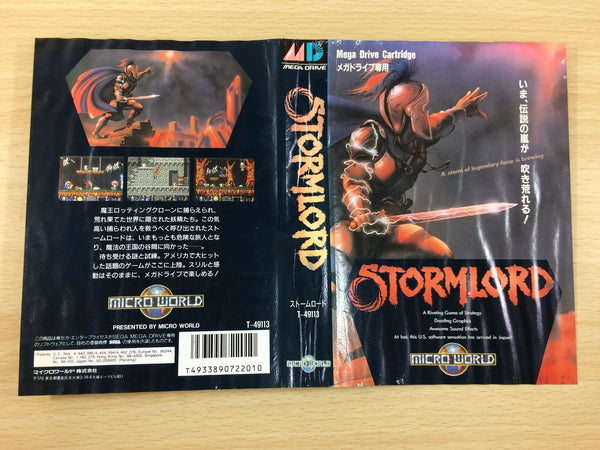 魔王ロッティングクローンに捕らえられ、
荒れ果てた世界に隠された妖精たち。この気
高い捕らわれ人を救うべく呼び出されたスト
ームロードは、いまもっとも危険な旅人とな
り、魔法の王国の谷間に向かった……。
待ち受ける謎と試練。アメリカで大ヒット
した話題のゲームがここに上陸。スリルと感
動はそのままに、メガドライブで楽しめる!
MICRO WORLD
PRESENTED BY MICRO WORLD
T-49113
マイクロワールド 株式会社
T4933890722010
MD
MEGA DRIVE
STORMLORD
ストームロード
T-49113
MICRO WORLD
Mega Drive Cartridge
メガドライブ専用
いま、伝説の嵐が
吹き荒れる!
A storm of legendary force is brewing
STORMLORD
A Riveting Game of Strategy
Dazzling Graphics
Awesome Sound Effects
At last, this U.S. software sensation has arrived in Japan!
MICRO WORLD